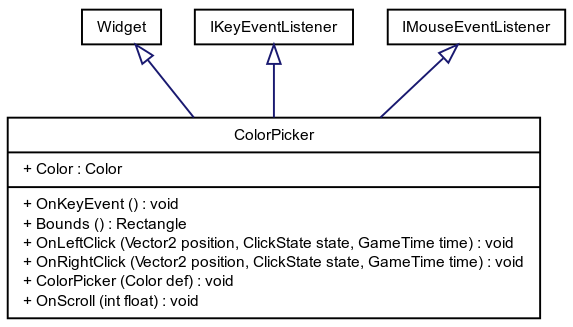 Widget
IKeyEventListener
IMouseEventListener
ColorPicker
+ Color : Color
+ OnKeyEvent () : void
+ Bounds () : Rectangle
+ OnLeftClick (Vector2 position, ClickState state, GameTime time) : void
+ OnRightClick (Vector2 position, ClickState state, GameTime time) : void
+ ColorPicker (Color def) : void
+ OnScroll (int float) : void